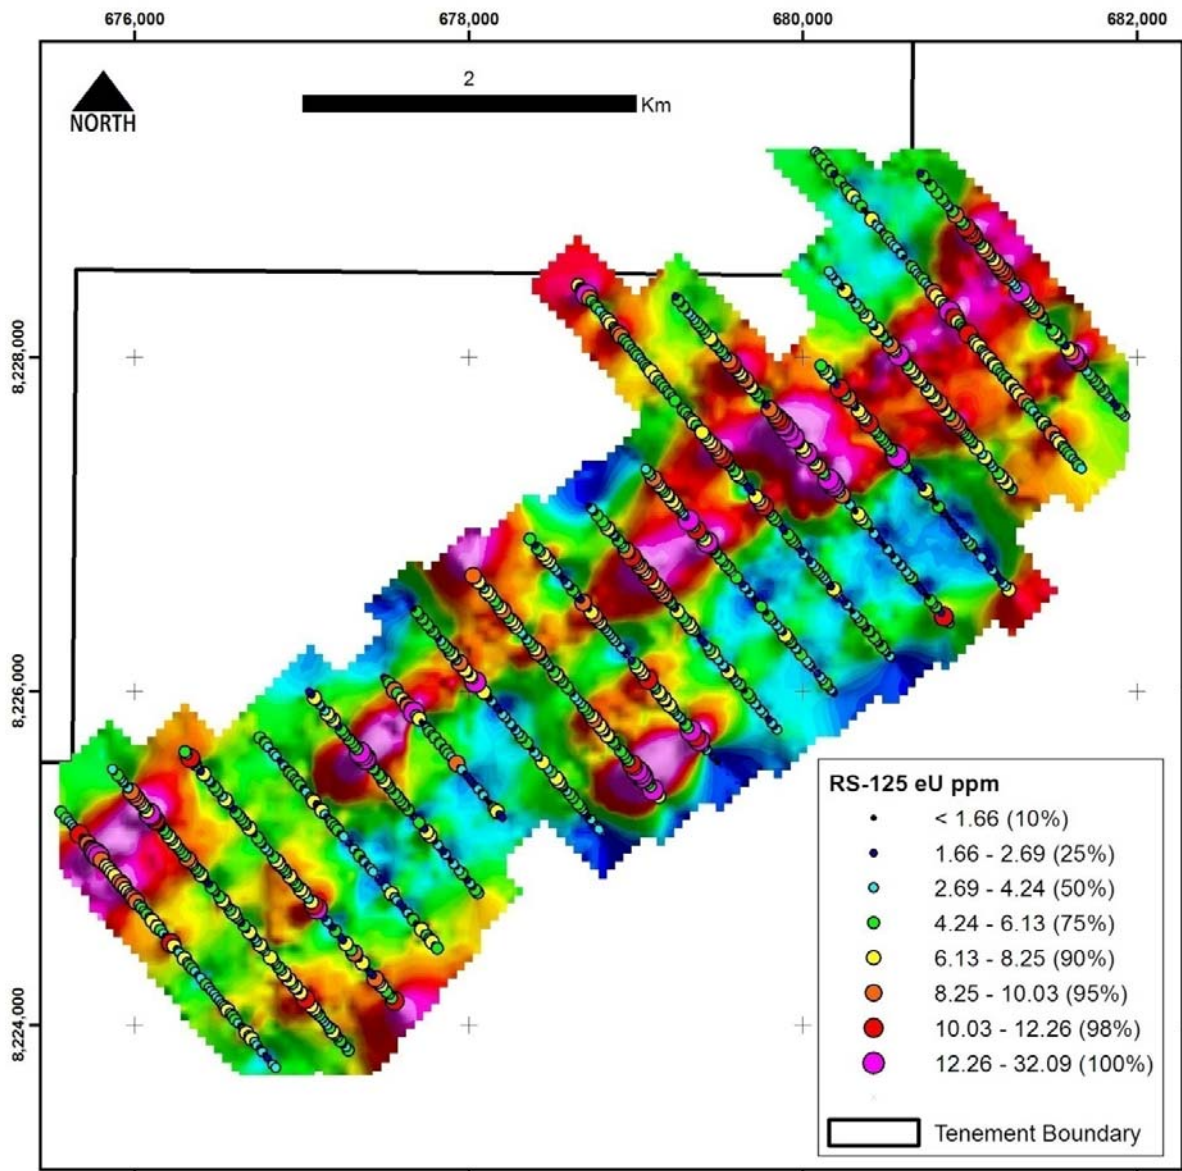 676,000
678,000
680,000
682,000
2
Km
NORTH
8,228,000
8,226,000
8,224,000
RS-125 eU ppm
< 1.66 (10%)
1.66 - 2.69 (25%)
2.69 - 4.24 (50%)
4.24 - 6.13 (75%)
6.13 - 8.25 (90%)
8.25 - 10.03 (95%)
10.03 - 12.26 (98%)
12.26 - 32.09 (100%)
Tenement Boundary